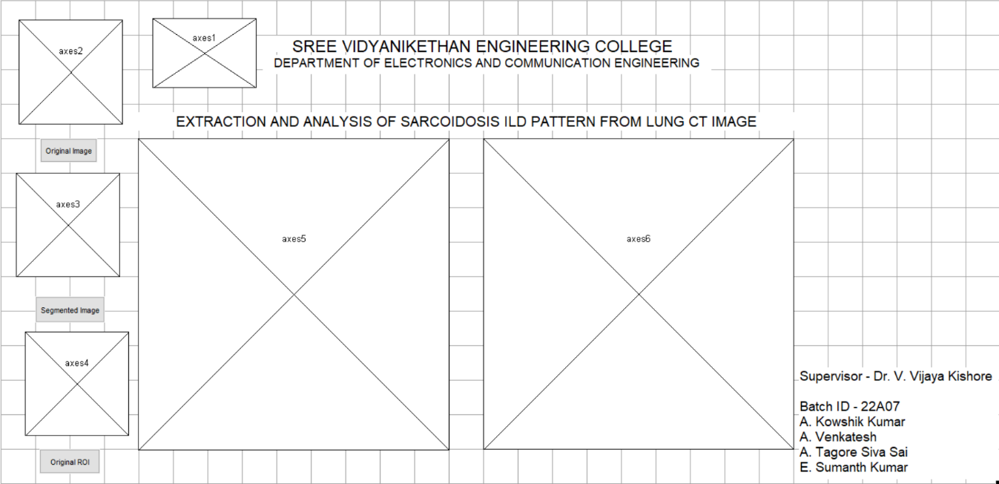 axes2
axes1
SREE VIDYANIKETHAN ENGINEERING COLLEGE
DEPARTMENT OF ELECTRONICS AND COMMUNICATION ENGINEERING
EXTRACTION AND ANALYSIS OF SARCOIDOSIS ILD PATTERN FROM LUNG CT IMAGE
Original Image
axes3
Segmented Image
axes4
Original ROI
axes5
axes6
Supervisor - Dr. V. Vijaya Kishore
Batch ID - 22A07
A. Kowshik Kumar
A. Venkatesh
A. Tagore Siva Sai
E. Sumanth Kumar